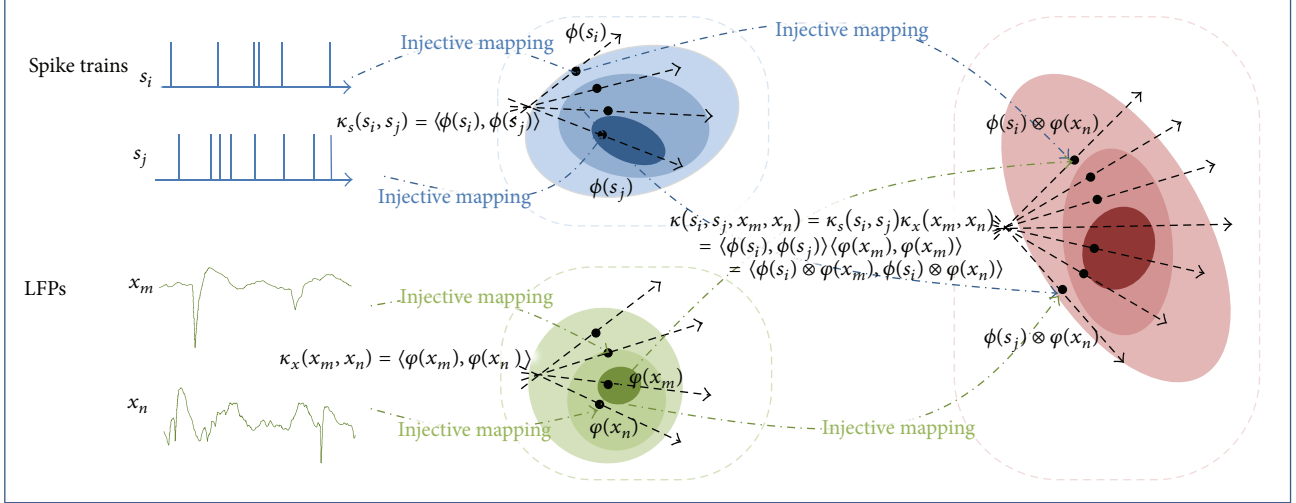 Spike trains
s_i
Injective mapping
ϕ(s_i)
Injective mapping
κ_s(s_i, s_j) = ⟨ϕ(s_i), ϕ(s_j)⟩
s_j
Injective mapping
ϕ(s_j)
ϕ(s_i) ⊗ φ(x_n)
κ(s_i, s_j, x_m, x_n) = κ_s(s_i, s_j)κ_x(x_m, x_n)
= ⟨ϕ(s_i), ϕ(s_j)⟩⟨φ(x_m), φ(x_m)⟩
= ⟨ϕ(s_i) ⊗ φ(x_m), ϕ(s_i) ⊗ φ(x_n)⟩
LFPs
x_m
Injective mapping
ϕ(s_j) ⊗ φ(x_n)
κ_x(x_m, x_n) = ⟨φ(x_m), φ(x_n)⟩
φ(x_m)
x_n
Injective mapping
φ(x_n)
Injective mapping